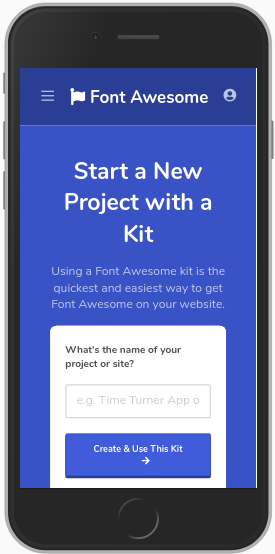 Font Awesome
Start a New
Project with a
Kit
Using a Font Awesome kit is the
quickest and easiest way to get
Font Awesome on your website.
What's the name of your
project or site?
e.g. Time Turner App o
Create & Use This Kit